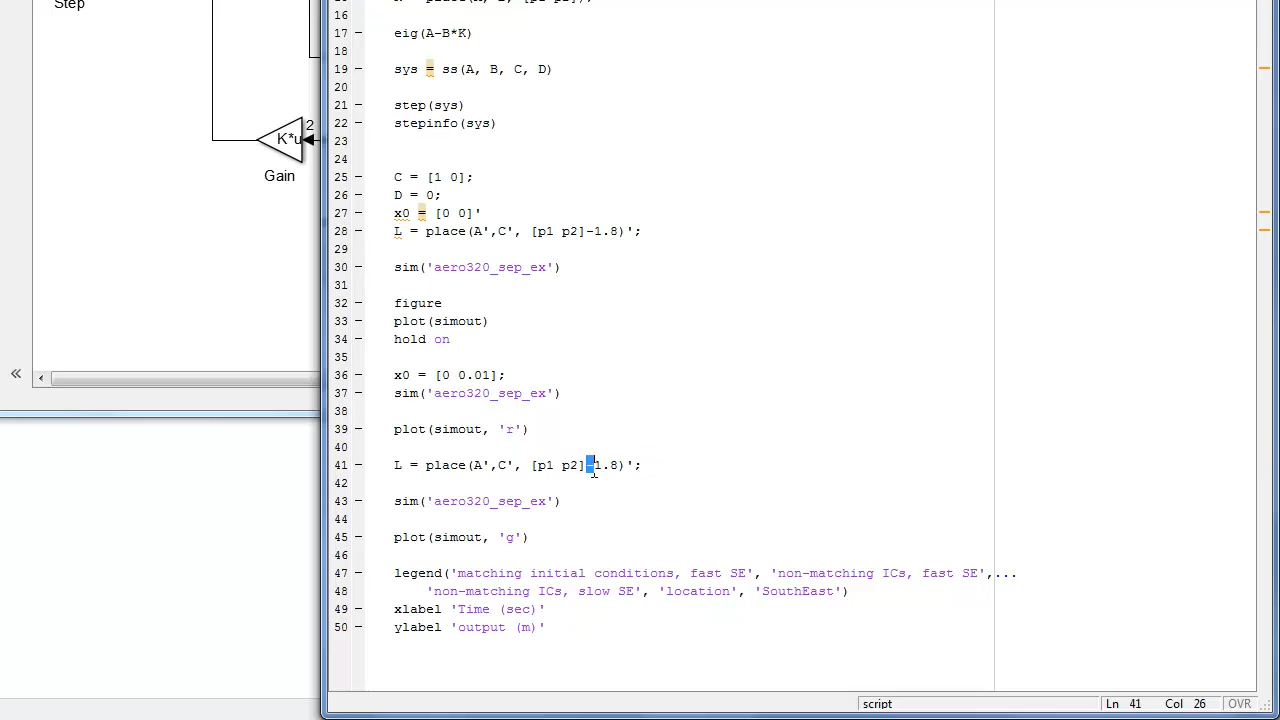 Step
K*u
2
Gain
«
16
17 – eig(A-B*K)
18
19 – sys = ss(A, B, C, D)
20
21 – step(sys)
22 – stepinfo(sys)
23
24
25 – C = [1 0];
26 – D = 0;
27 – x0 = [0 0]'
28 – L = place(A',C', [p1 p2]-1.8)';
29
30 – sim('aero320_sep_ex')
31
32 – figure
33 – plot(simout)
34 – hold on
35
36 – x0 = [0 0.01];
37 – sim('aero320_sep_ex')
38
39 – plot(simout, 'r')
40
41 – L = place(A',C', [p1 p2]-1.8)';
42
43 – sim('aero320_sep_ex')
44
45 – plot(simout, 'g')
46
47 – legend('matching initial conditions, fast SE', 'non-matching ICs, fast SE',...
48 'non-matching ICs, slow SE', 'location', 'SouthEast')
49 – xlabel 'Time (sec)'
50 – ylabel 'output (m)'
script Ln 41 Col 26 OVR